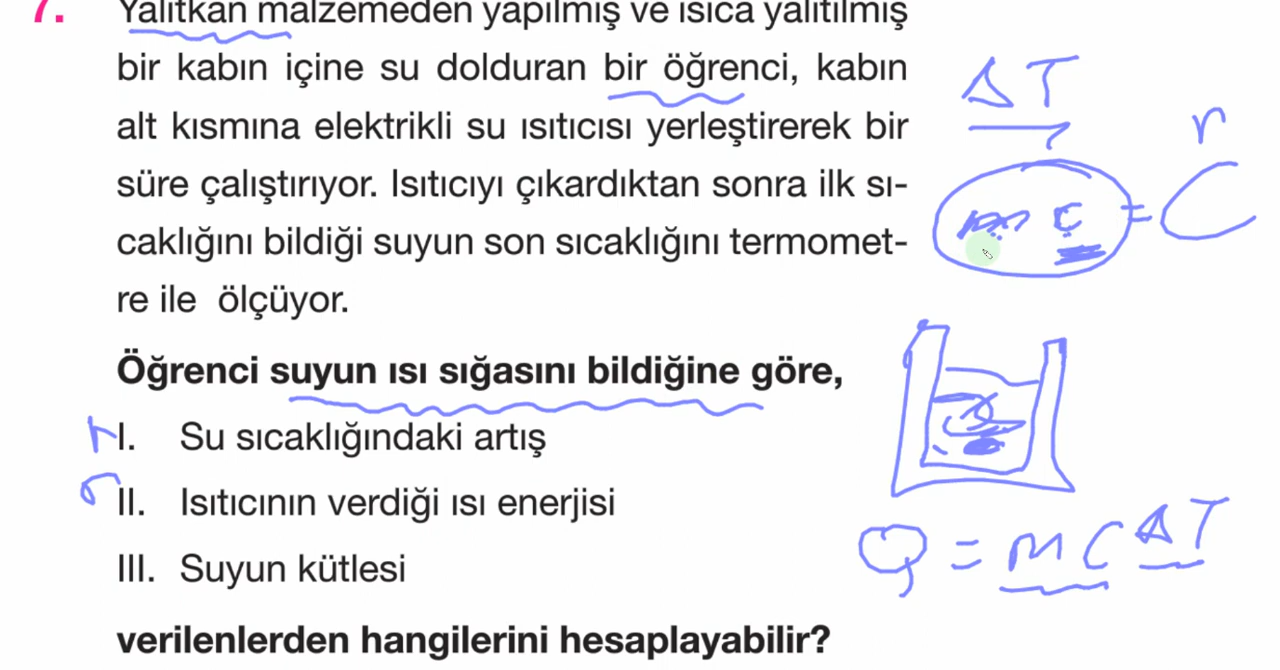 7. Yalıtkan malzemeden yapılmış ve ısıca yalıtılmış
bir kabın içine su dolduran bir öğrenci, kabın
alt kısmına elektrikli su ısıtıcısı yerleştirerek bir
süre çalıştırıyor. Isıtıcıyı çıkardıktan sonra ilk sı-
caklığını bildiği suyun son sıcaklığını termomet-
re ile ölçüyor.
Öğrenci suyun ısı sığasını bildiğine göre,
I. Su sıcaklığındaki artış
II. Isıtıcının verdiği ısı enerjisi
III. Suyun kütlesi
verilenlerden hangilerini hesaplayabilir?
ΔT
m c = C
Q = m c ΔT